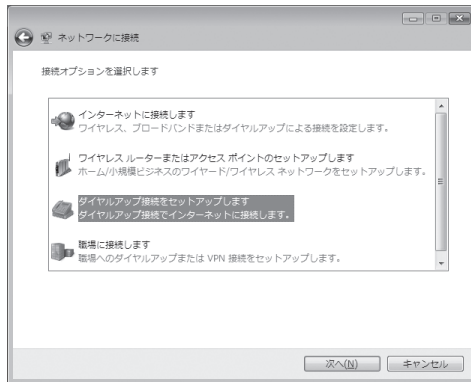 ネットワークに接続
接続オプションを選択します
インターネットに接続します
ワイヤレス、ブロードバンドまたはダイヤルアップによる接続を設定します。
ワイヤレス ルーターまたはアクセス ポイントのセットアップします
ホーム/小規模ビジネスのワイヤード/ワイヤレス ネットワークをセットアップします。
ダイヤルアップ接続をセットアップします
ダイヤルアップ接続でインターネットに接続します。
職場に接続します
職場へのダイヤルアップまたは VPN 接続をセットアップします。
次へ(N)
キャンセル